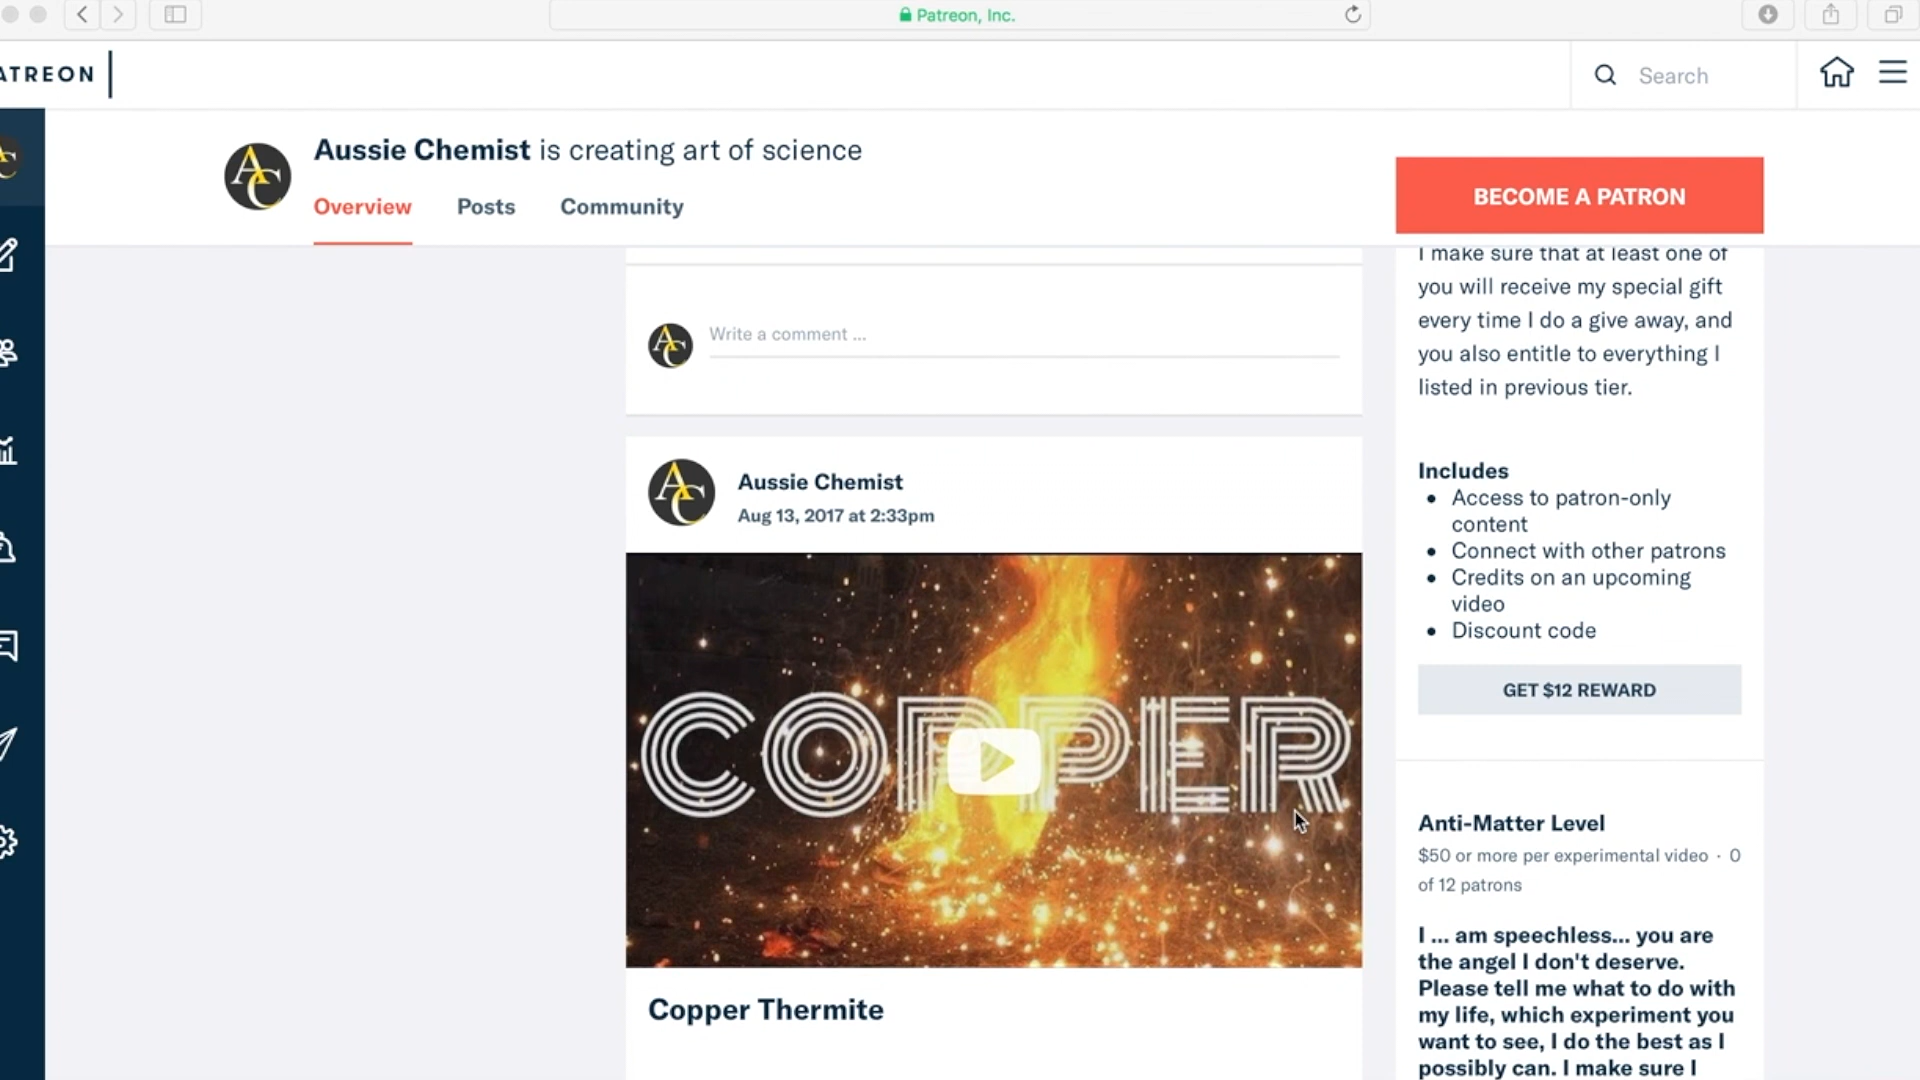 Patreon, Inc.
ATREON
Search
Aussie Chemist is creating art of science
Overview Posts Community
BECOME A PATRON
I make sure that at least one of
you will receive my special gift
every time I do a give away, and
you also entitle to everything I
listed in previous tier.
Write a comment ...
Includes
Access to patron-only
content
Connect with other patrons
Credits on an upcoming
video
Discount code
GET $12 REWARD
Aussie Chemist
Aug 13, 2017 at 2:33pm
COPPER
Copper Thermite
Anti-Matter Level
$50 or more per experimental video · 0
of 12 patrons
I ... am speechless... you are
the angel I don't deserve.
Please tell me what to do with
my life, which experiment you
want to see, I do the best as I
possibly can. I make sure I